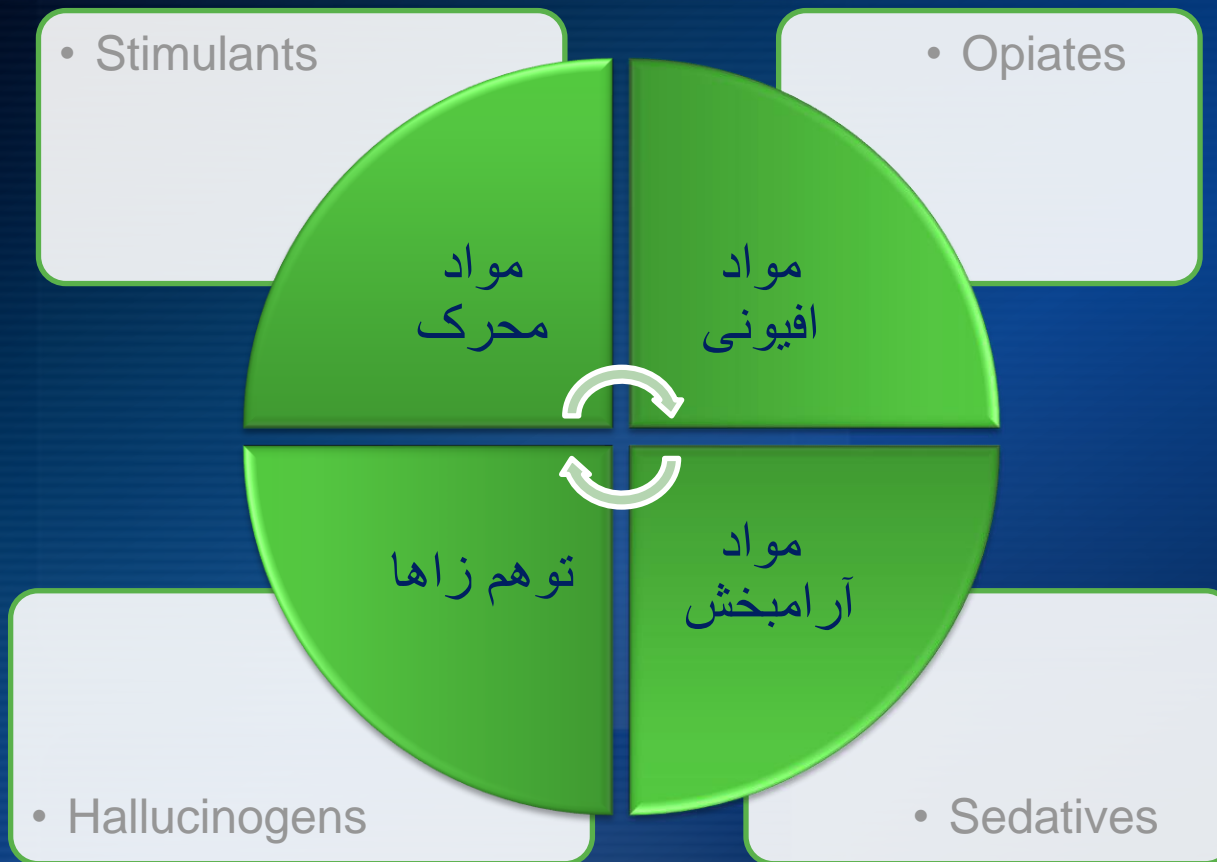 • Stimulants
• Opiates
مواد
محرک
مواد
افیونی
توهم زاها
مواد
آرامبخش
• Hallucinogens
• Sedatives